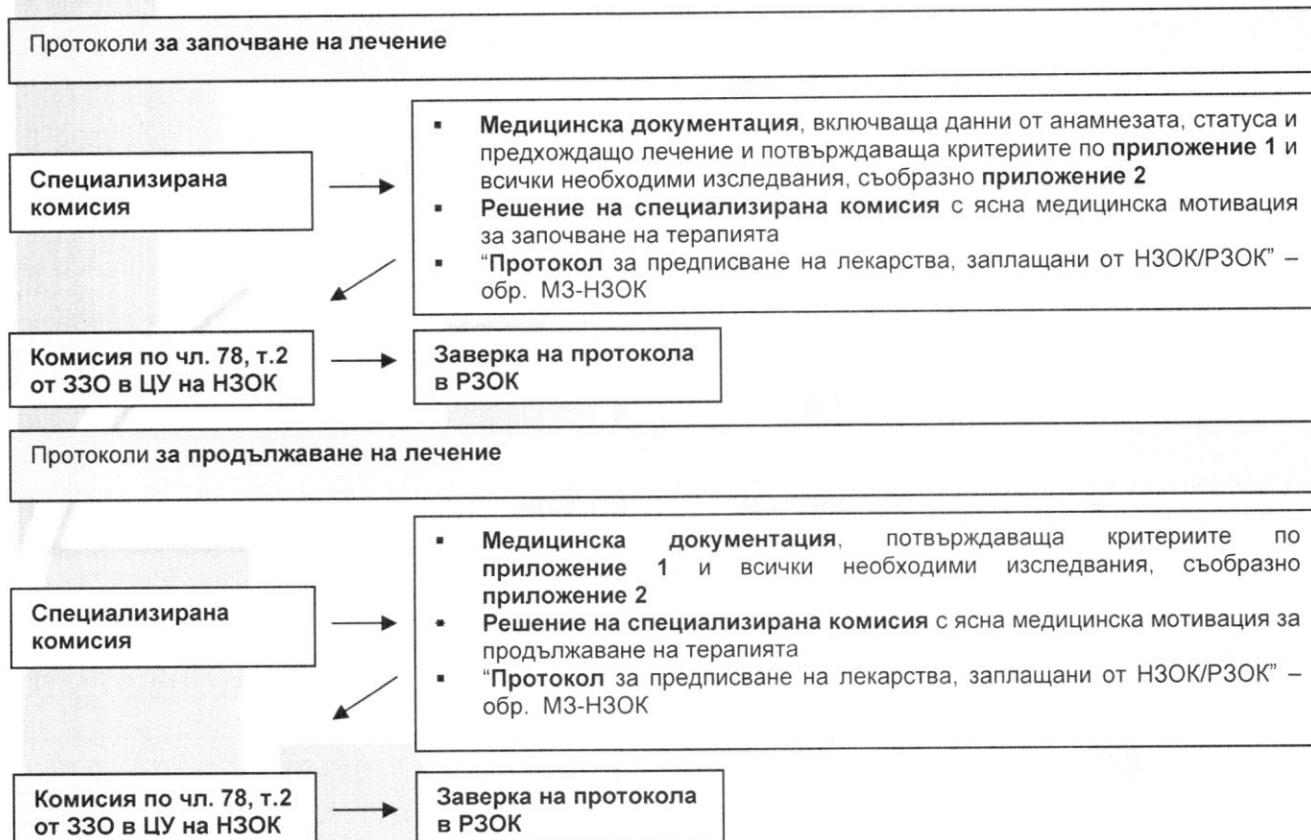 Протоколи за започване на лечение
Специализирана
комисия
▪ Медицинска документация, включваща данни от анамнезата, статуса и
предхождащо лечение и потвърждаваща критериите по приложение 1 и
всички необходими изследвания, съобразно приложение 2
▪ Решение на специализирана комисия с ясна медицинска мотивация
за започване на терапията
▪ "Протокол за предписване на лекарства, заплащани от НЗОК/РЗОК" –
обр. МЗ-НЗОК
Комисия по чл. 78, т.2
от ЗЗО в ЦУ на НЗОК
Заверка на протокола
в РЗОК
Протоколи за продължаване на лечение
Специализирана
комисия
▪ Медицинска документация, потвърждаваща критериите по
приложение 1 и всички необходими изследвания, съобразно
приложение 2
▪ Решение на специализирана комисия с ясна медицинска мотивация за
продължаване на терапията
▪ "Протокол за предписване на лекарства, заплащани от НЗОК/РЗОК" –
обр. МЗ-НЗОК
Комисия по чл. 78, т.2
от ЗЗО в ЦУ на НЗОК
Заверка на протокола
в РЗОК